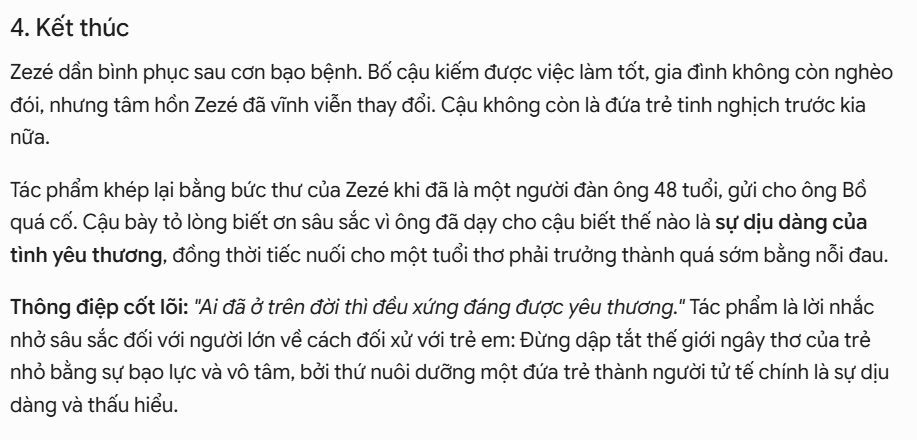 4. Kết thúc
Zezé dần bình phục sau cơn bạo bệnh. Bố cậu kiếm được việc làm tốt, gia đình không còn nghèo
đói, nhưng tâm hồn Zezé đã vĩnh viễn thay đổi. Cậu không còn là đứa trẻ tinh nghịch trước kia
nữa.
Tác phẩm khép lại bằng bức thư của Zezé khi đã là một người đàn ông 48 tuổi, gửi cho ông Bồ
quá cố. Cậu bày tỏ lòng biết ơn sâu sắc vì ông đã dạy cho cậu biết thế nào là sự dịu dàng của
tình yêu thương, đồng thời tiếc nuối cho một tuổi thơ phải trưởng thành quá sớm bằng nỗi đau.
Thông điệp cốt lõi: "Ai đã ở trên đời thì đều xứng đáng được yêu thương." Tác phẩm là lời nhắc
nhở sâu sắc đối với người lớn về cách đối xử với trẻ em: Đừng dập tắt thế giới ngây thơ của trẻ
nhỏ bằng sự bạo lực và vô tâm, bởi thứ nuôi dưỡng một đứa trẻ thành người tử tế chính là sự dịu
dàng và thấu hiểu.